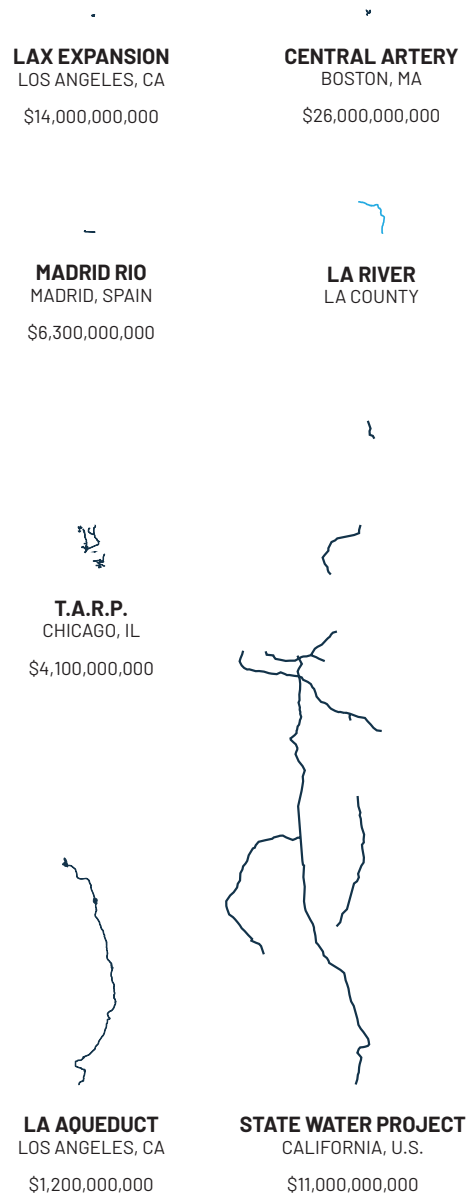 LAX EXPANSION
LOS ANGELES, CA
$14,000,000,000
CENTRAL ARTERY
BOSTON, MA
$26,000,000,000
MADRID RIO
MADRID, SPAIN
$6,300,000,000
LA RIVER
LA COUNTY
T.A.R.P.
CHICAGO, IL
$4,100,000,000
LA AQUEDUCT
LOS ANGELES, CA
$1,200,000,000
STATE WATER PROJECT
CALIFORNIA, U.S.
$11,000,000,000